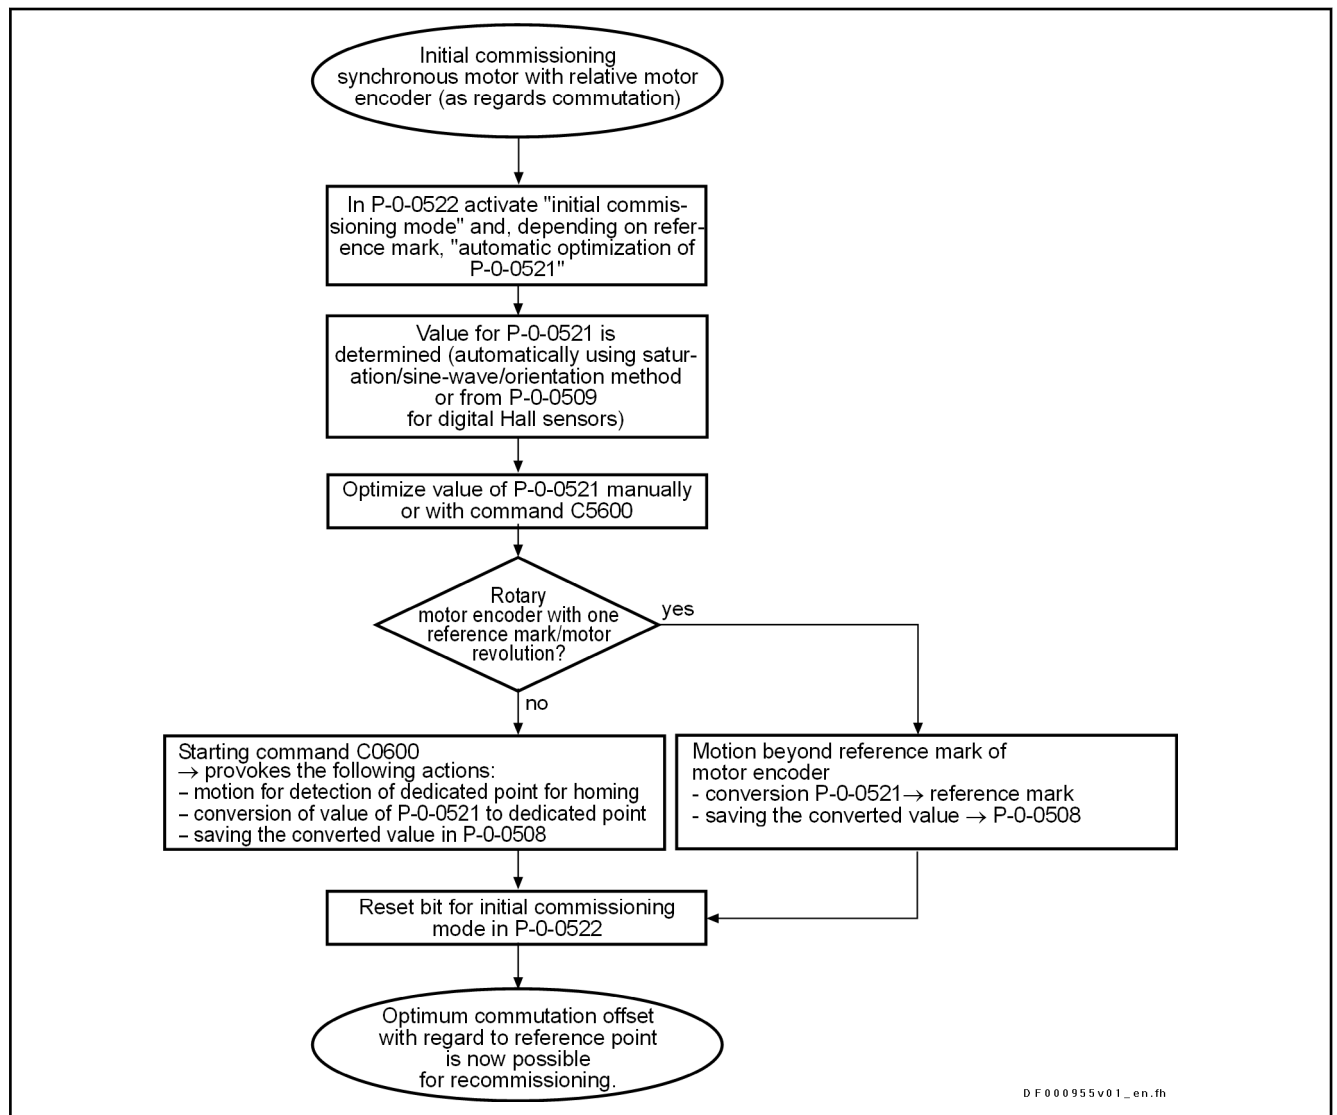 Initial commissioning
synchronous motor with relative motor
encoder (as regards commutation)
In P-0-0522 activate "initial commis-
sioning mode" and, depending on refer-
ence mark, "automatic optimization of
P-0-0521"
Value for P-0-0521 is
determined (automatically using satur-
ation/sine-wave/orientation method
or from P-0-0509
for digital Hall sensors)
Optimize value of P-0-0521 manually
or with command C5600
Rotary
motor encoder with one
reference mark/motor
revolution?
yes
no
Starting command C0600
→ provokes the following actions:
– motion for detection of dedicated point for homing
– conversion of value of P-0-0521 to dedicated point
– saving the converted value in P-0-0508
Motion beyond reference mark of
motor encoder
- conversion P-0-0521→ reference mark
- saving the converted value → P-0-0508
Reset bit for initial commissioning
mode in P-0-0522
Optimum commutation offset
with regard to reference point
is now possible
for recommissioning.
DF000955v01_en.fh